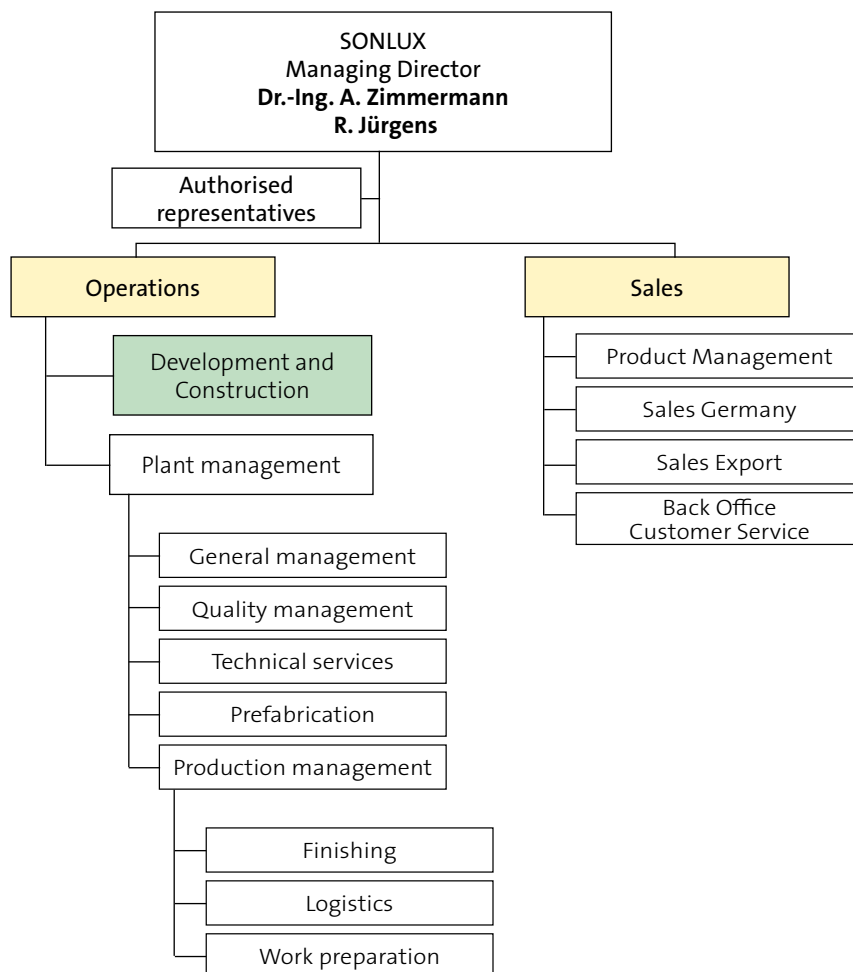 SONLUX
Managing Director
Dr.-Ing. A. Zimmermann
R. Jürgens
Authorised
representatives
Operations
Development and
Construction
Plant management
General management
Quality management
Technical services
Prefabrication
Production management
Finishing
Logistics
Work preparation
Sales
Product Management
Sales Germany
Sales Export
Back Office
Customer Service